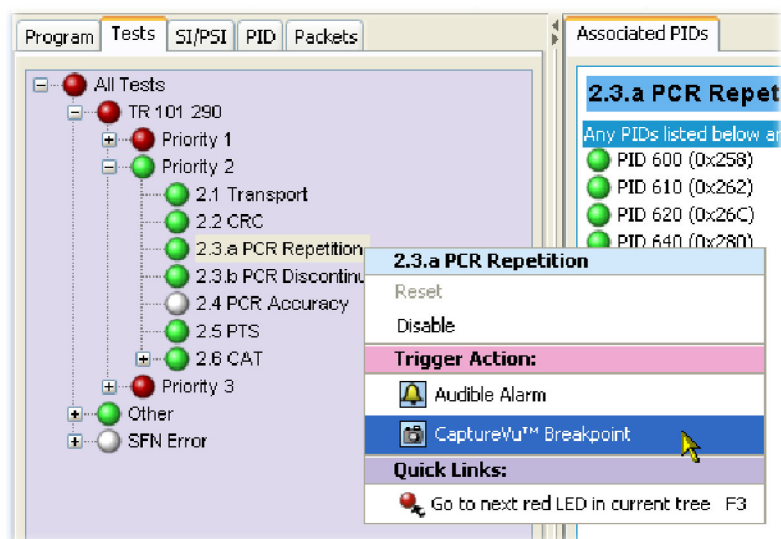 Program Tests SI/PSI PID Packets
All Tests
TR 101 290
Priority 1
Priority 2
2.1 Transport
2.2 CRC
2.3.a PCR Repetition
2.3.b PCR Discontinu
2.4 PCR Accuracy
2.5 PTS
2.6 CAT
Priority 3
Other
SFN Error
Associated PIDs
2.3.a PCR Repet
Any PIDs listed below ar
PID 600 (0x258)
PID 610 (0x262)
PID 620 (0x26C)
PID 640 (0x280)
2.3.a PCR Repetition
Reset
Disable
Trigger Action:
Audible Alarm
CaptureVu™ Breakpoint
Quick Links:
Go to next red LED in current tree F3